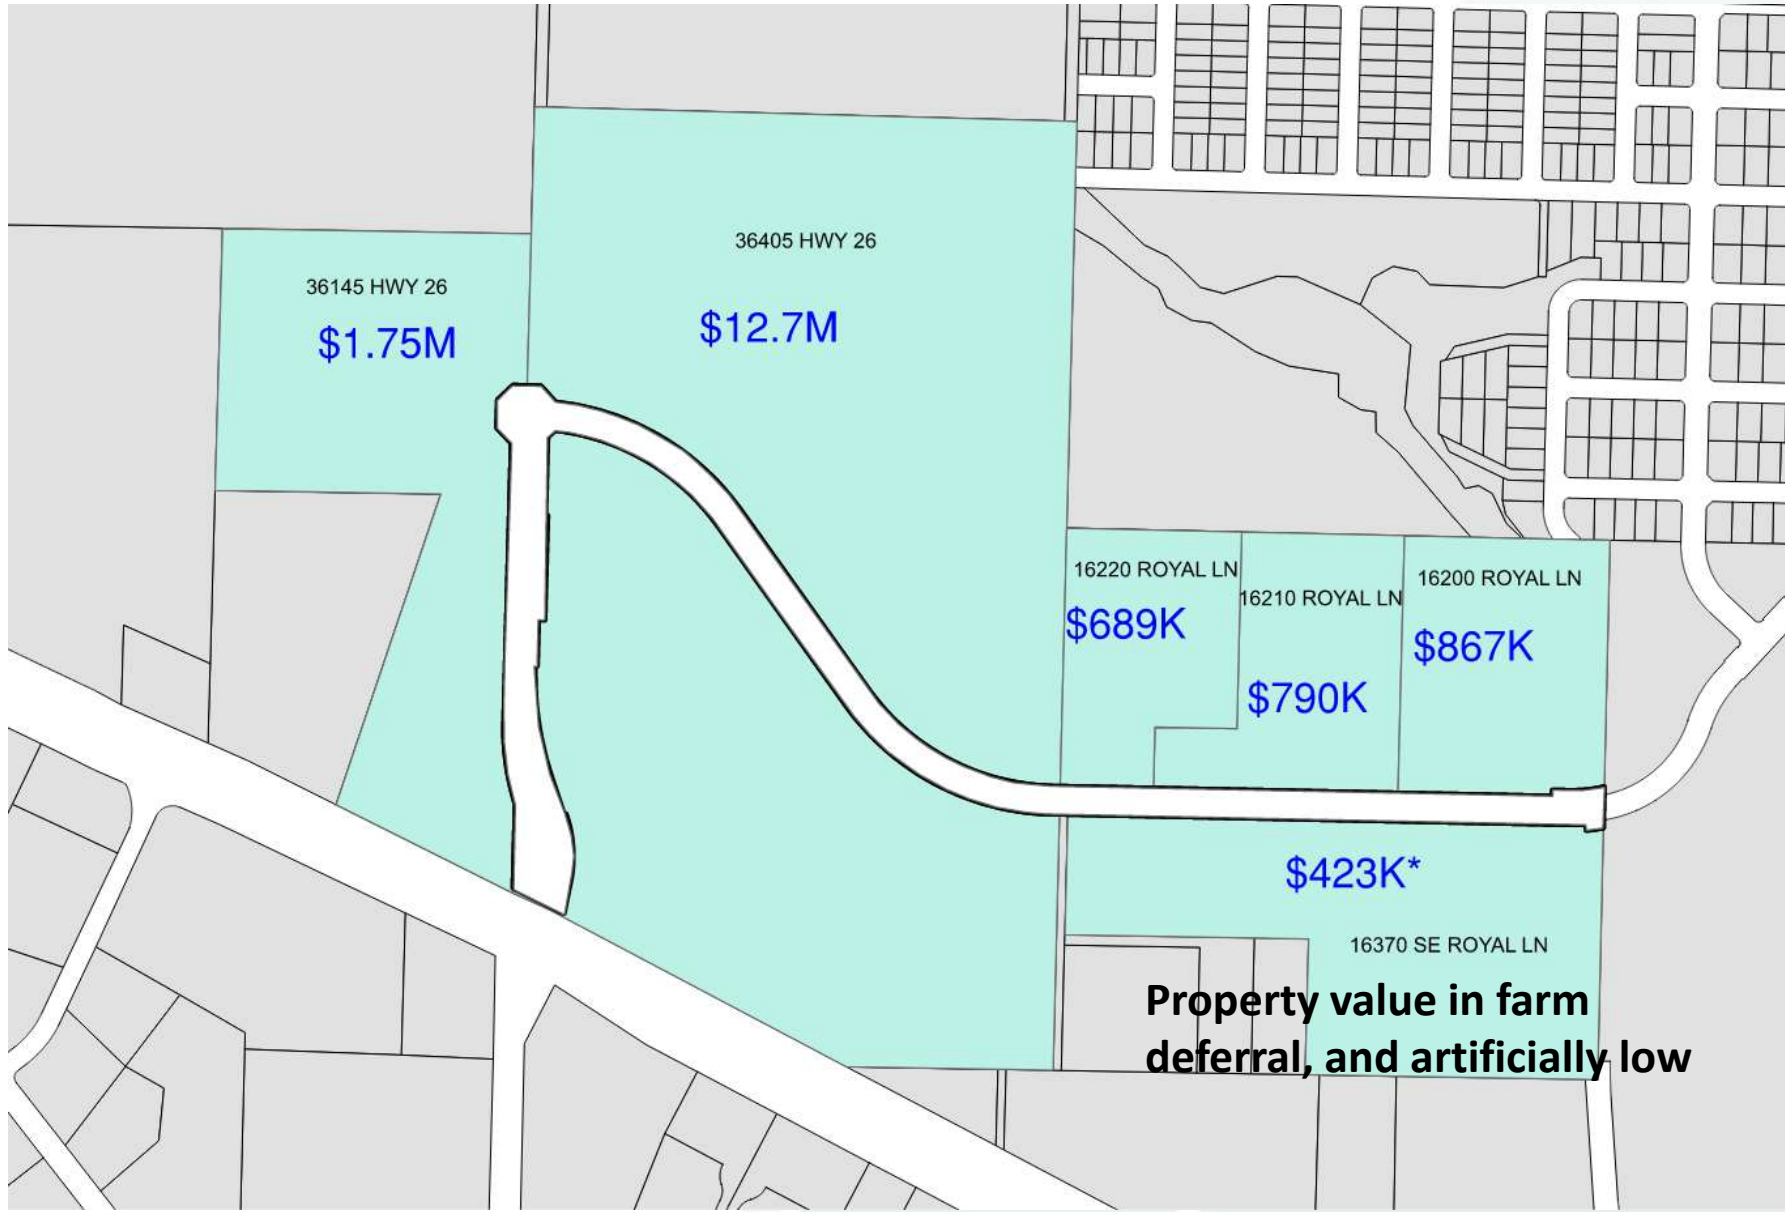 36405 HWY 26
$12.7M
36145 HWY 26
$1.75M
16220 ROYAL LN
$689K
16210 ROYAL LN
$790K
16200 ROYAL LN
$867K
$423K*
16370 SE ROYAL LN
Property value in farm
deferral, and artificially low